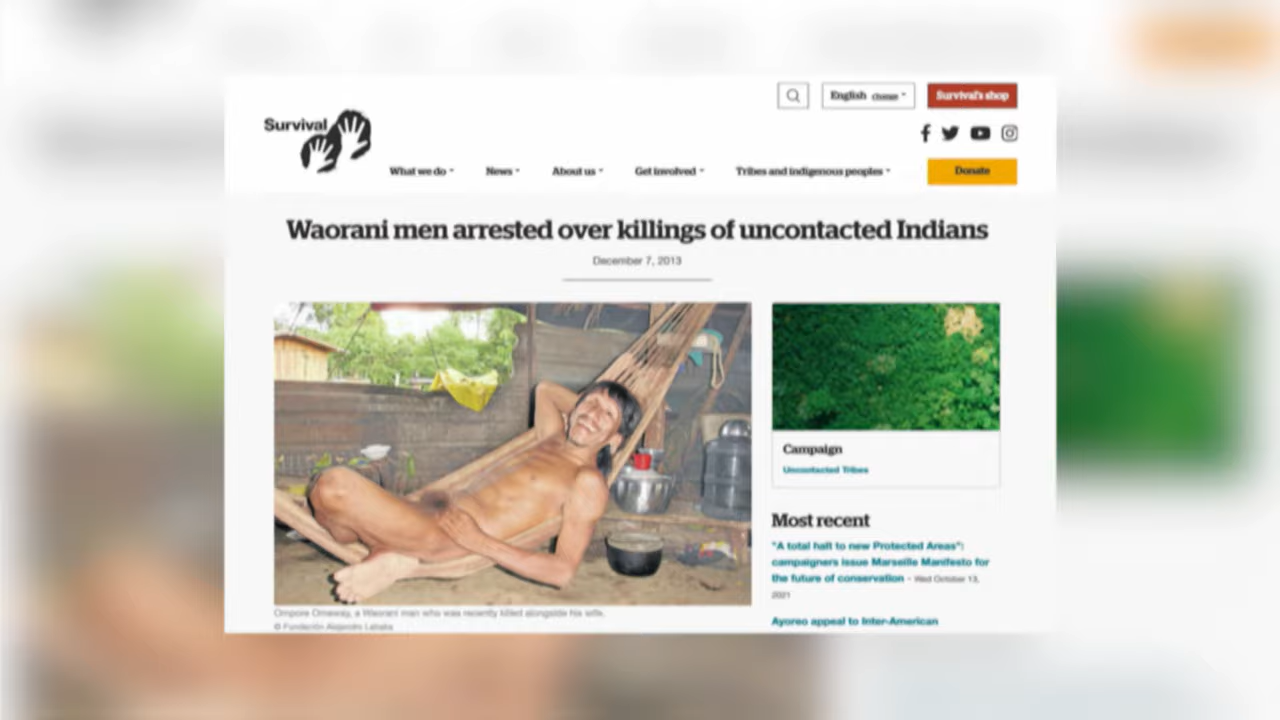 English Change
Survival's shop
Survival
What we do
News
About us
Get involved
Tribes and indigenous peoples
Donate
Waorani men arrested over killings of uncontacted Indians
December 7, 2013
Campaign
Uncontacted Tribes
Most recent
"A total halt to new Protected Areas":
campaigners issue Marseille Manifesto for
the future of conservation - Wed October 13,
2021
Ayoreo appeal to Inter-American
Ompore Omeway, a Waorani man who was recently killed alongside his wife.
© Fundación Alejandro Labaka